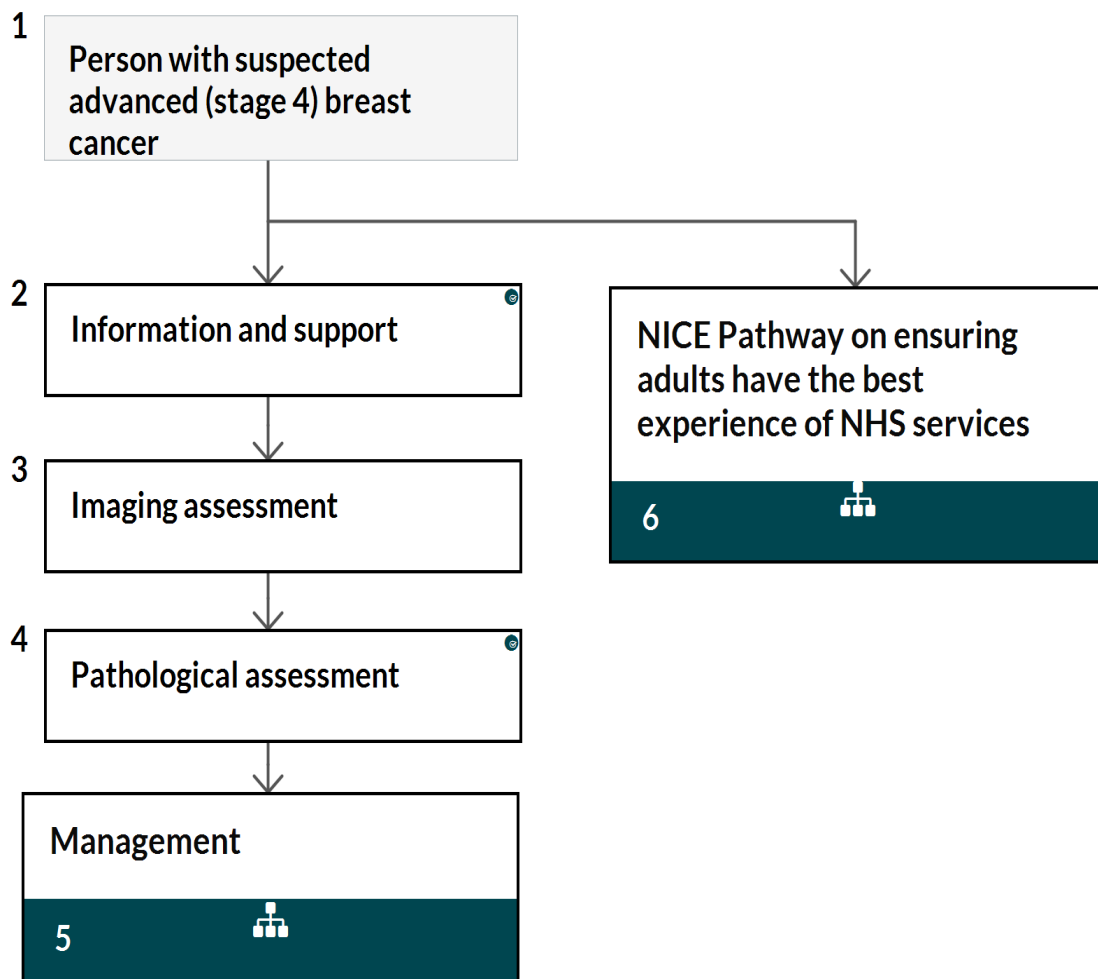 1
Person with suspected
advanced (stage 4) breast
cancer
2
Information and support
3
Imaging assessment
4
Pathological assessment
Management
5
NICE Pathway on ensuring
adults have the best
experience of NHS services
6